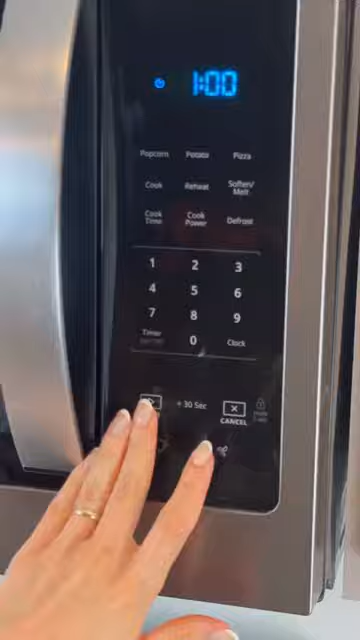 1:00
Popcorn Potato Pizza
Cook Reheat Soften/
Melt
Cook
Time Cook
Power Defrost
1 2 3
4 5 6
7 8 9
Timer 0 Clock
+30 Sec
CANCEL